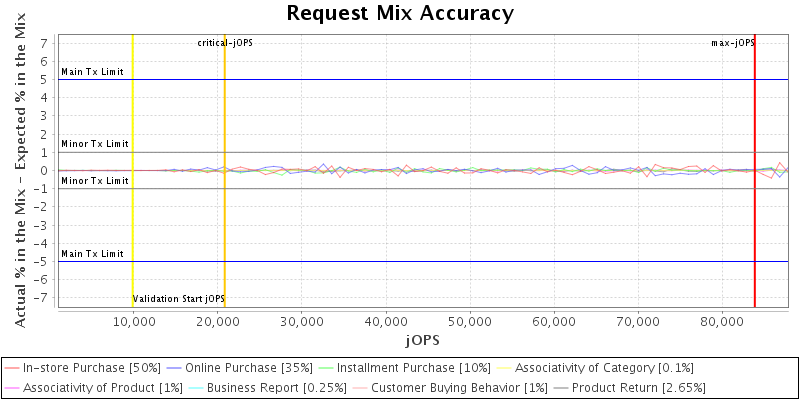 Request Mix Accuracy
Actual % in the Mix - Expected % in the Mix
7
6
5
4
3
2
1
0
-1
-2
-3
-4
-5
-6
-7
critical-jOPS
max-jOPS
Main Tx Limit
Minor Tx Limit
Minor Tx Limit
Main Tx Limit
Validation Start jOPS
10,000 20,000 30,000 40,000 50,000 60,000 70,000 80,000
jOPS
In-store Purchase [50%] Online Purchase [35%] Installment Purchase [10%] Associativity of Category [0.1%]
Associativity of Product [1%] Business Report [0.25%] Customer Buying Behavior [1%] Product Return [2.65%]